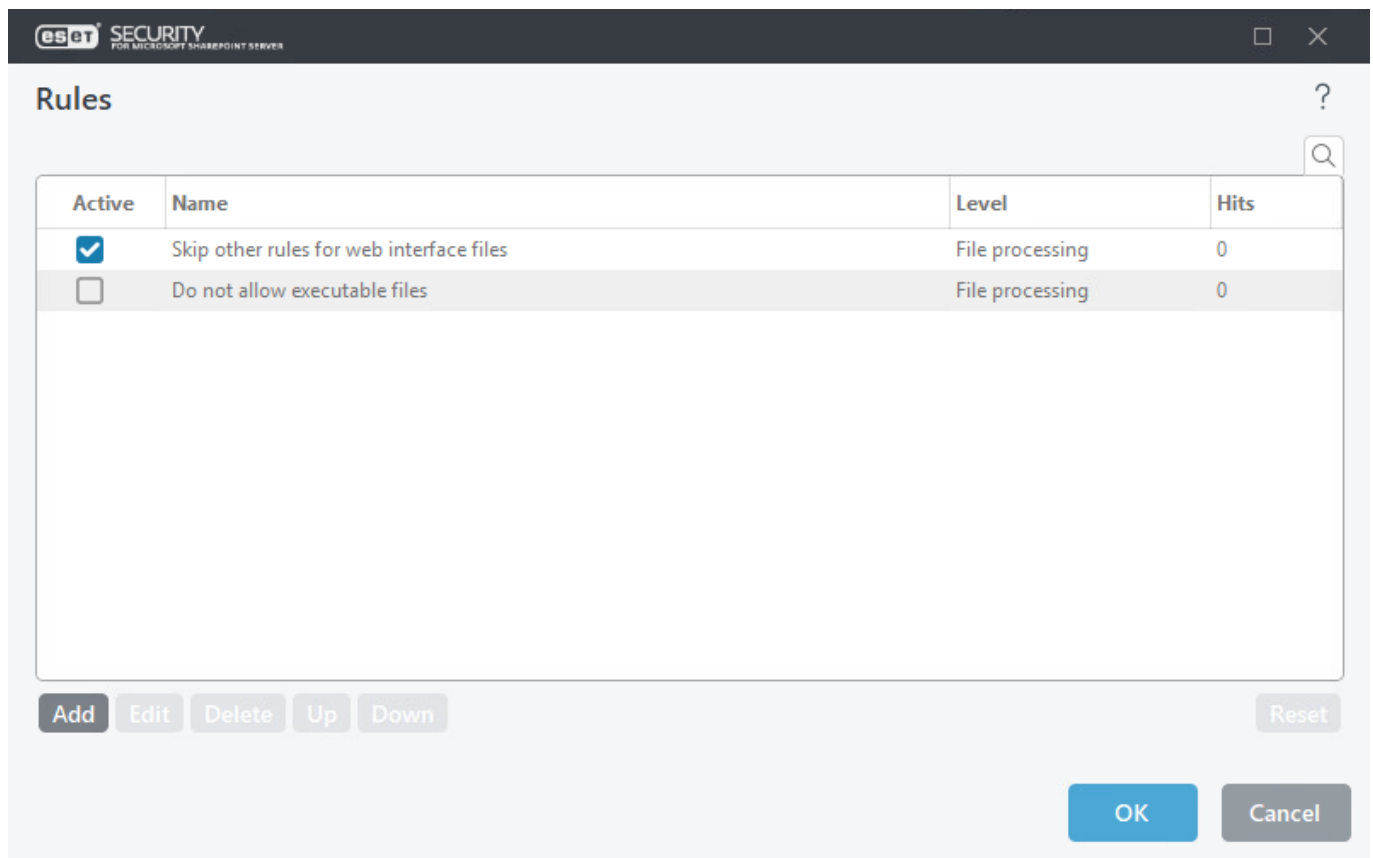 eset SECURITY
FOR MICROSOFT SHAREPOINT SERVER
Rules
?
Active Name Level Hits
Skip other rules for web interface files File processing 0
Do not allow executable files File processing 0
Add Edit Delete Up Down Reset
OK Cancel